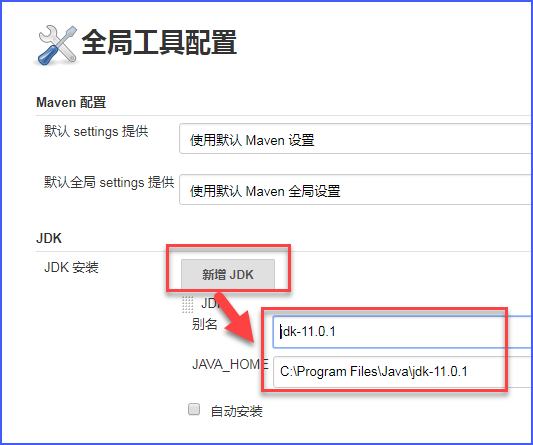 全局工具配置
Maven 配置
默认 settings 提供
使用默认 Maven 设置
默认全局 settings 提供
使用默认 Maven 全局设置
JDK
JDK 安装
新增 JDK
别名
jdk-11.0.1
JAVA_HOME
C:\Program Files\Java\jdk-11.0.1
自动安装